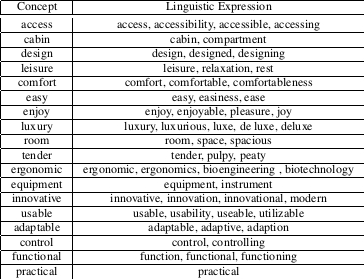 Concept Linguistic Expression
access access, accessibility, accessible, accessing
cabin cabin, compartment
design design, designed, designing
leisure leisure, relaxation, rest
comfort comfort, comfortable, comfortableness
easy easy, easiness, ease
enjoy enjoy, enjoyable, pleasure, joy
luxury luxury, luxurious, luxe, de luxe, deluxe
room room, space, spacious
tender tender, pulpy, peaty
ergonomic ergonomic, ergonomics, bioengineering , biotechnology
equipment equipment, instrument
innovative innovative, innovation, innovational, modern
usable usable, usability, useable, utilizable
adaptable adaptable, adaptive, adaption
control control, controlling
functional function, functional, functioning
practical practical